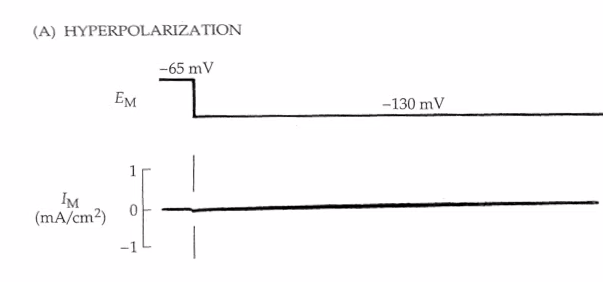 (A) HYPERPOLARIZATION
−65 mV
EM
−130 mV
1
IM
0
(mA/cm²)
−1